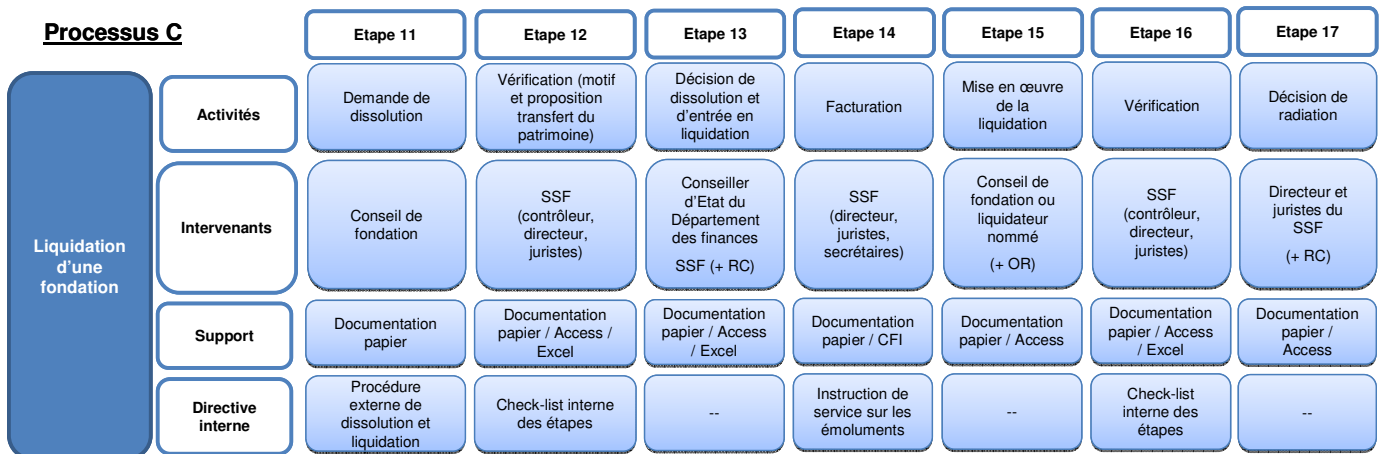 Processus C
Etape 11
Etape 12
Etape 13
Etape 14
Etape 15
Etape 16
Etape 17
Liquidation
d'une
fondation
Activités
Demande de
dissolution
Vérification (motif
et proposition
transfert du
patrimoine)
Décision de
dissolution et
d'entrée en
liquidation
Facturation
Mise en œuvre
de la
liquidation
Vérification
Décision de
radiation
Intervenants
Conseil de
fondation
SSF
(contrôleur,
directeur,
juristes)
Conseiller
d'Etat du
Département
des finances
SSF (+ RC)
SSF
(directeur,
juristes,
secrétaires)
Conseil de
fondation ou
liquidateur
nommé
(+ OR)
SSF
(contrôleur,
directeur,
juristes)
Directeur et
juristes du
SSF
(+ RC)
Support
Documentation
papier
Documentation
papier / Access /
Excel
Documentation
papier / Access
/ Excel
Documentation
papier / CFI
Documentation
papier / Access
Documentation
papier / Access
/ Excel
Documentation
papier /
Access
Directive
interne
Procédure
externe de
dissolution et
liquidation
Check-list interne
des étapes
--
Instruction de
service sur les
émoluments
--
Check-list
interne des
étapes
--